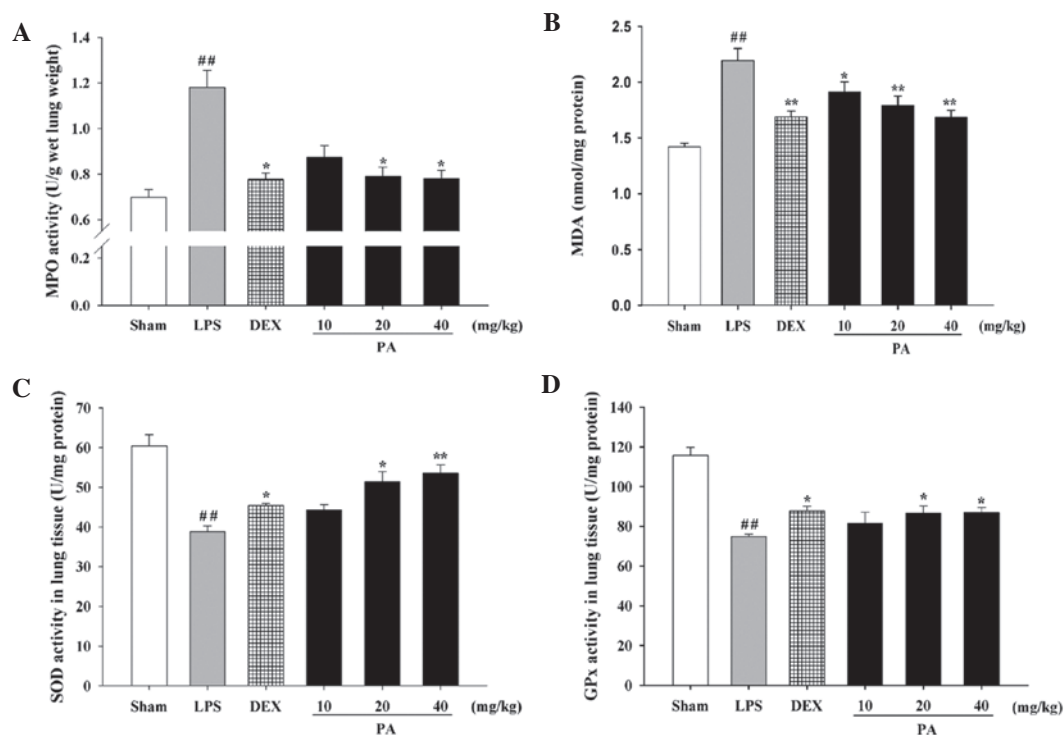 A
MPO activity (U/g wet lung weight)
1.4
1.2
1.0
0.8
0.6
0.2
0.0
##
*
*
*
Sham LPS DEX 10 20 40 (mg/kg)
PA
B
MDA (nmol/mg protein)
2.5
2.0
1.5
1.0
0.5
0.0
##
**
*
**
**
Sham LPS DEX 10 20 40 (mg/kg)
PA
C
SOD activity in lung tissue (U/mg protein)
70
60
50
40
30
20
10
0
##
*
*
**
Sham LPS DEX 10 20 40 (mg/kg)
PA
D
GPx activity in lung tissue (U/mg protein)
140
120
100
80
60
40
20
0
##
*
*
*
Sham LPS DEX 10 20 40 (mg/kg)
PA